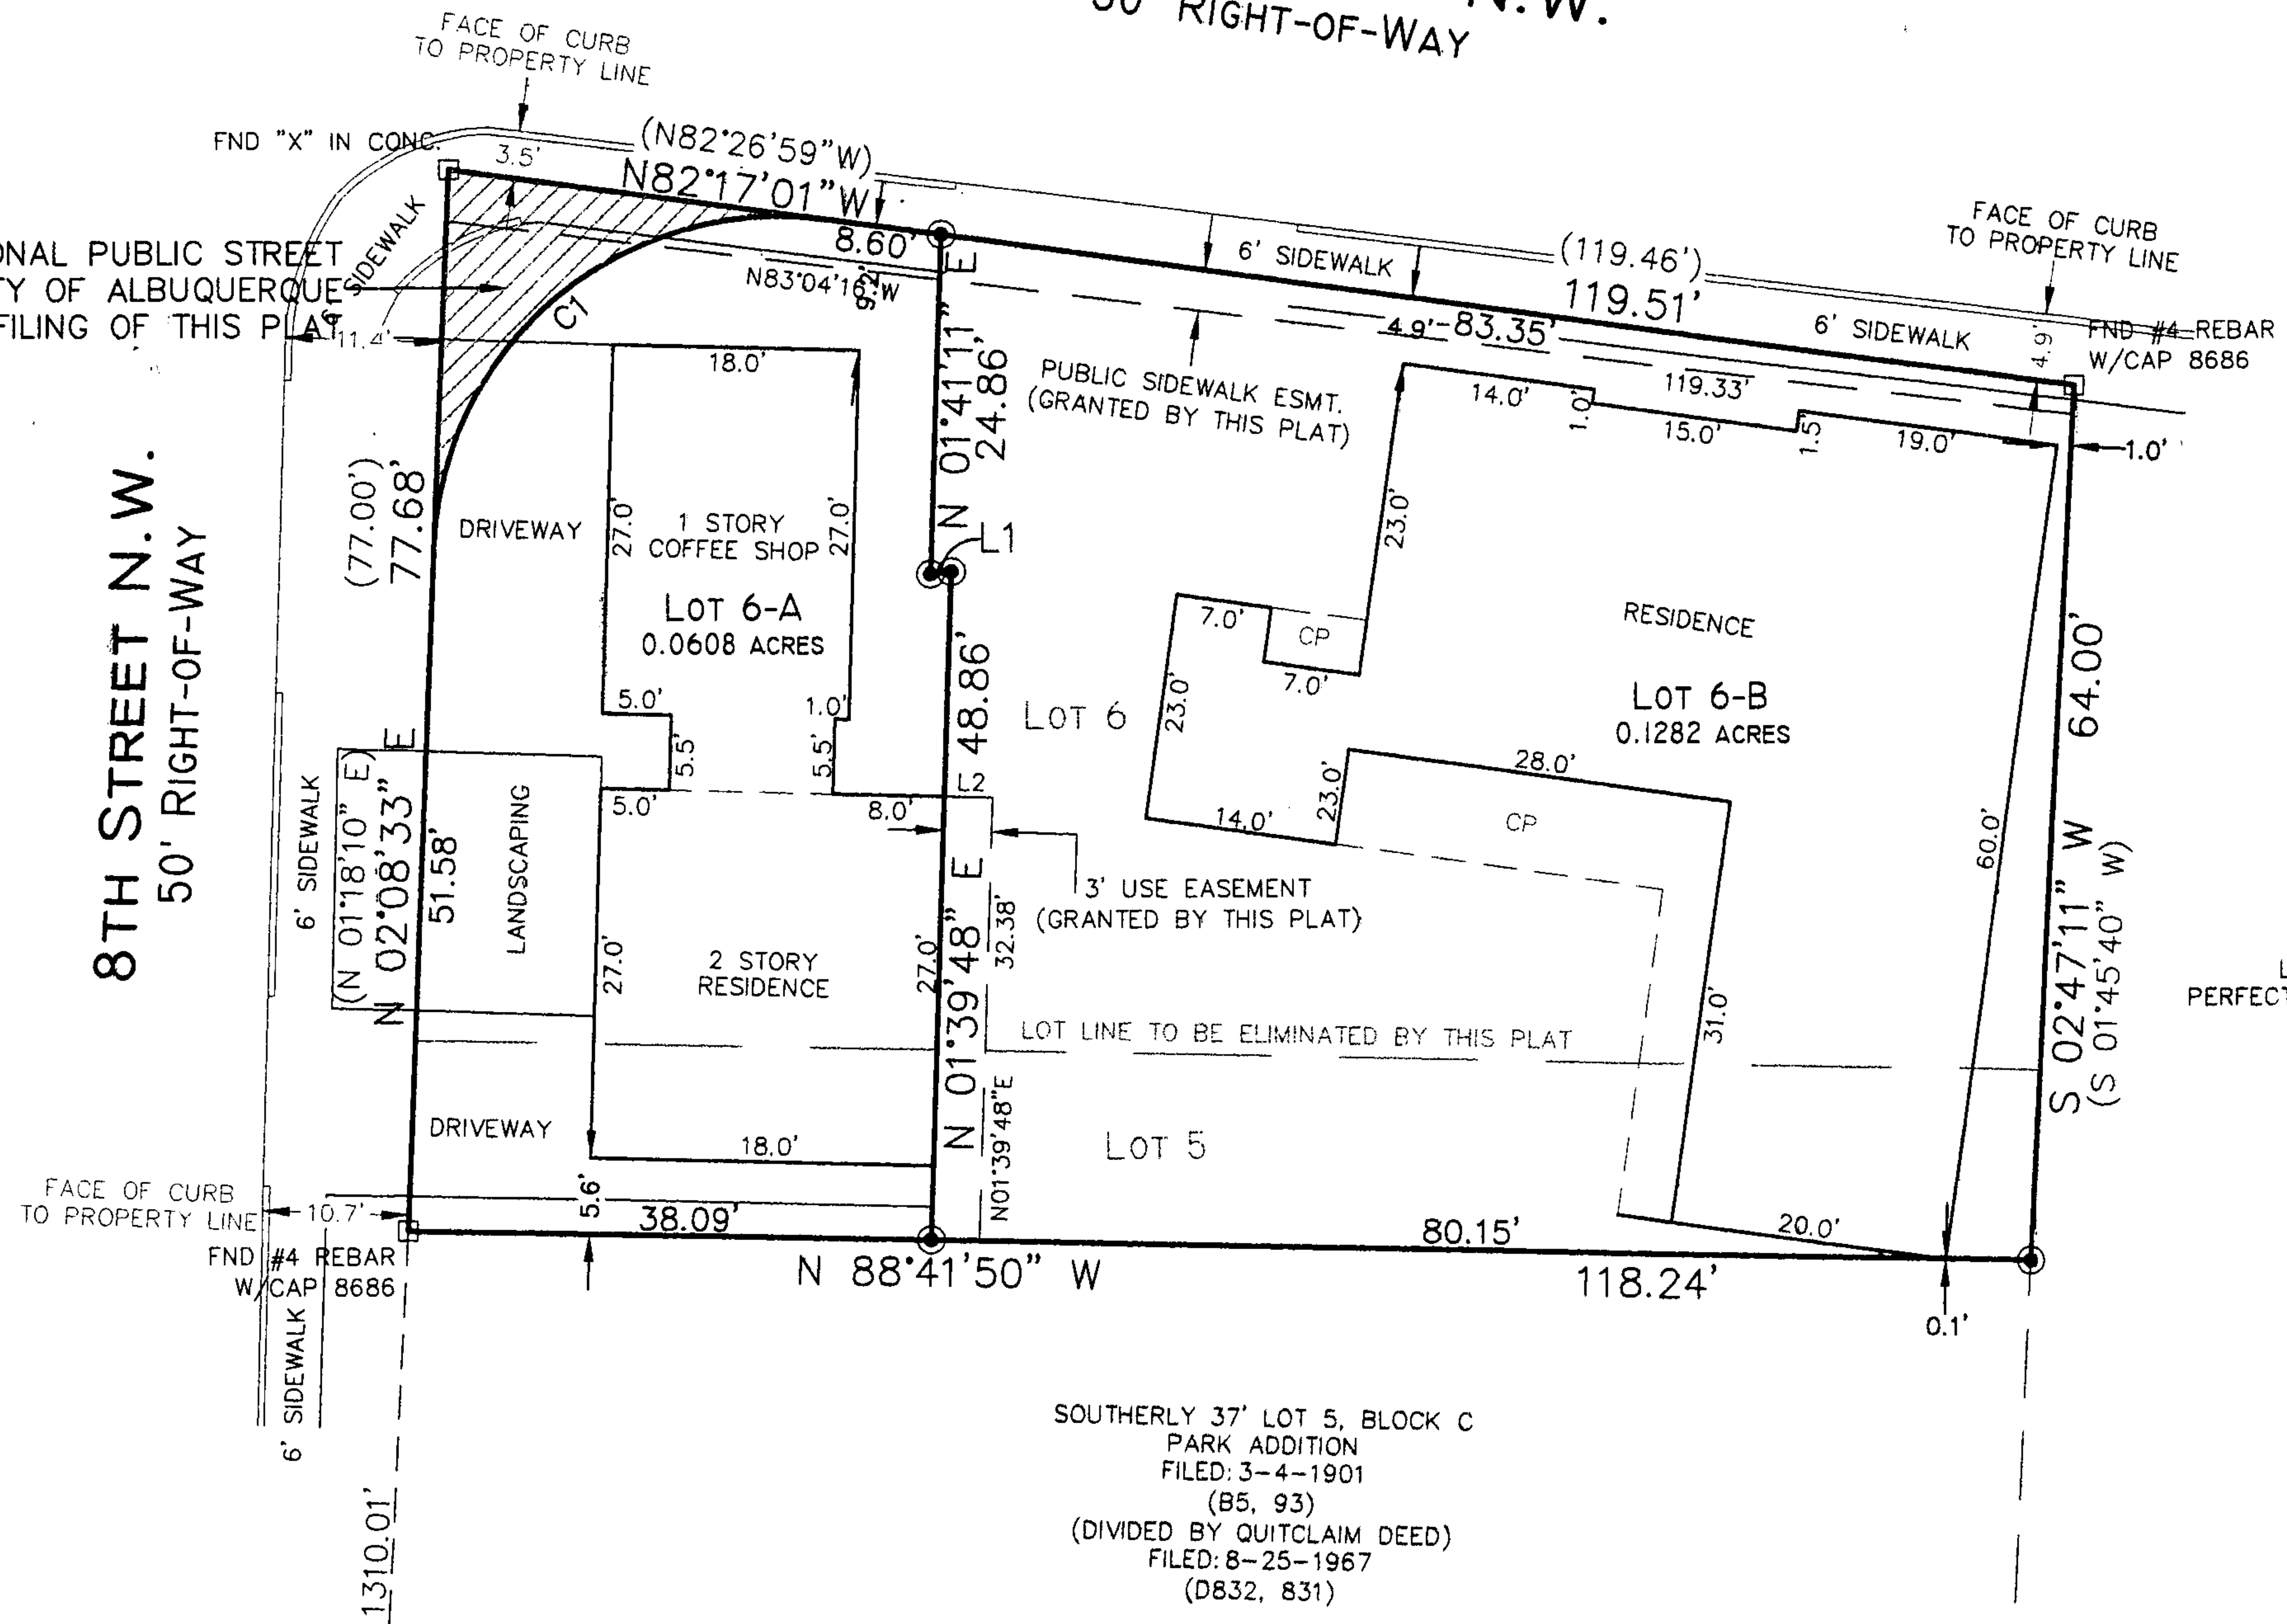 N.W.
RIGHT-OF-WAY
FACE OF CURB
TO PROPERTY LINE
FND "X" IN CONC.
3.5'
(N82°26'59"W)
N82°17'01"W
8.60'
N83°04'16"W
6' SIDEWALK
(119.46')
119.51'
83.35'
4.9'
119.33'
6' SIDEWALK
FACE OF CURB
TO PROPERTY LINE
4.9'
FND #4 REBAR
W/CAP 8686
1.0'
ONAL PUBLIC STREET
TY OF ALBUQUERQUE
FILING OF THIS PLAT
6' SIDEWALK
11.4'
C1
18.0'
N 01°41'11" E
24.86'
PUBLIC SIDEWALK ESMT.
(GRANTED BY THIS PLAT)
14.0'
1.0'
15.0'
1.5'
19.0'
8TH STREET N.W.
50' RIGHT-OF-WAY
(77.00')
77.68'
DRIVEWAY
27.0'
1 STORY
COFFEE SHOP
27.0'
L1
LOT 6-A
0.0608 ACRES
23.0'
7.0'
CP
7.0'
23.0'
RESIDENCE
LOT 6-B
0.1282 ACRES
64.00'
S 02°47'11" W
(S 01°45'40" W)
5.0'
1.0'
5.5'
5.5'
5.0'
8.0'
L2
48.86'
N 01°39'48" E
LOT 6
14.0'
23.0'
28.0'
CP
60.0'
6' SIDEWALK
(N 01°18'10" E)
N 02°08'33" E
51.58'
LANDSCAPING
27.0'
2 STORY
RESIDENCE
27.0'
32.38'
3' USE EASEMENT
(GRANTED BY THIS PLAT)
31.0'
PERFECT
LOT LINE TO BE ELIMINATED BY THIS PLAT
DRIVEWAY
18.0'
N01°39'48"E
LOT 5
FACE OF CURB
TO PROPERTY LINE
10.7'
5.6'
38.09'
80.15'
20.0'
FND #4 REBAR
W/CAP 8686
N 88°41'50" W
118.24'
0.1'
6' SIDEWALK
1310.01'
SOUTHERLY 37' LOT 5, BLOCK C
PARK ADDITION
FILED: 3-4-1901
(B5, 93)
(DIVIDED BY QUITCLAIM DEED)
FILED: 8-25-1967
(D832, 831)